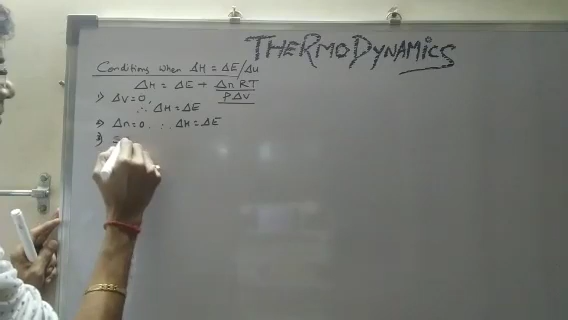 THERMODYNAMICS
Conditions when ΔH = ΔE/Δu
ΔH = ΔE + Δn RT
PΔV
1) ΔV=0,
∴ ΔH = ΔE
2) Δn=0 ∴ ΔH = ΔE
3)